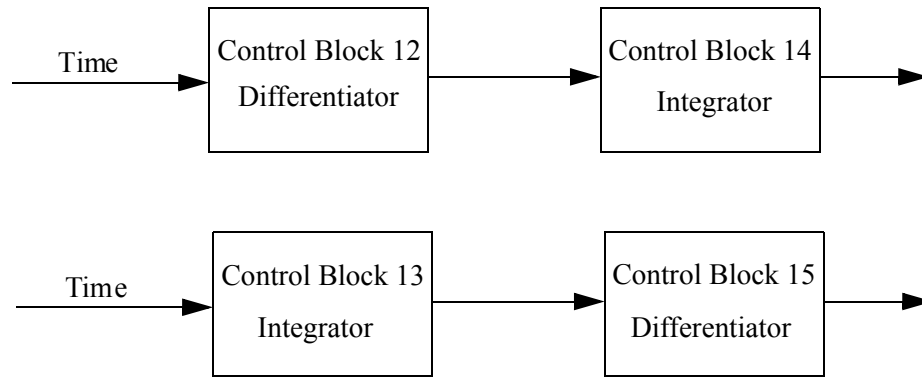 Time
Control Block 12
Differentiator
Control Block 14
Integrator
Time
Control Block 13
Integrator
Control Block 15
Differentiator